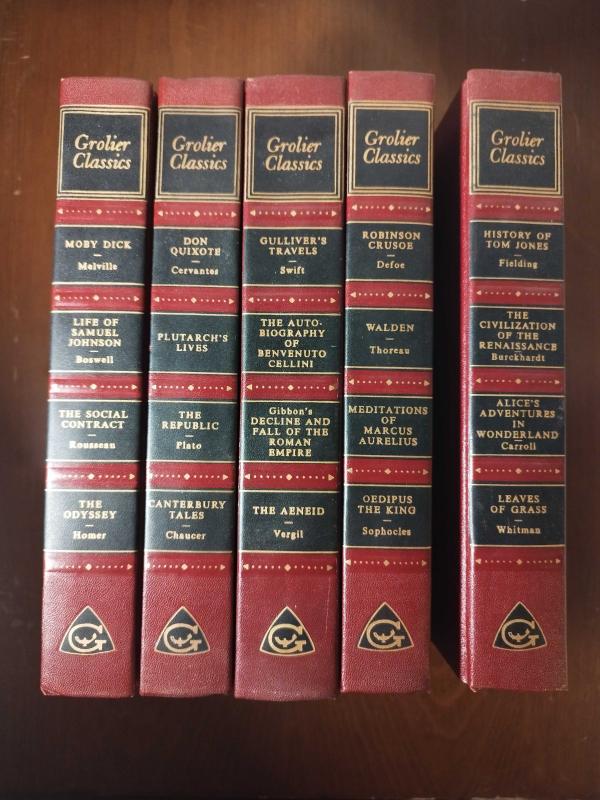 Grolier
Classics
MOBY DICK
Melville
LIFE OF
SAMUEL
JOHNSON
Boswell
THE SOCIAL
CONTRACT
Rousseau
THE
ODYSSEY
Homer
Grolier
Classics
DON
QUIXOTE
Cervantes
PLUTARCH'S
LIVES
THE
REPUBLIC
Plato
CANTERBURY
TALES
Chaucer
Grolier
Classics
GULLIVER'S
TRAVELS
Swift
THE AUTO-
BIOGRAPHY
OF
BENVENUTO
CELLINI
Gibbon's
DECLINE AND
FALL OF THE
ROMAN
EMPIRE
THE AENEID
Vergil
Grolier
Classics
ROBINSON
CRUSOE
Defoe
WALDEN
Thoreau
MEDITATIONS
OF
MARCUS
AURELIUS
OEDIPUS
THE KING
Sophocles
Grolier
Classics
HISTORY OF
TOM JONES
Fielding
THE
CIVILIZATION
OF THE
RENAISSANCE
Burckhardt
ALICE'S
ADVENTURES
IN
WONDERLAND
Carroll
LEAVES
OF GRASS
Whitman